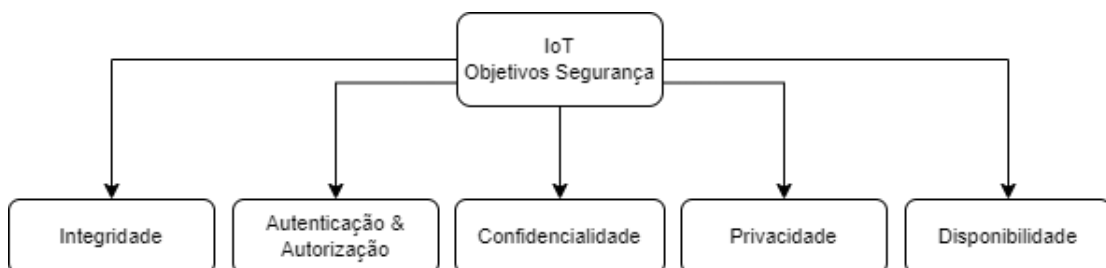 IoT
Objetivos Segurança
Integridade
Autenticação &
Autorização
Confidencialidade
Privacidade
Disponibilidade